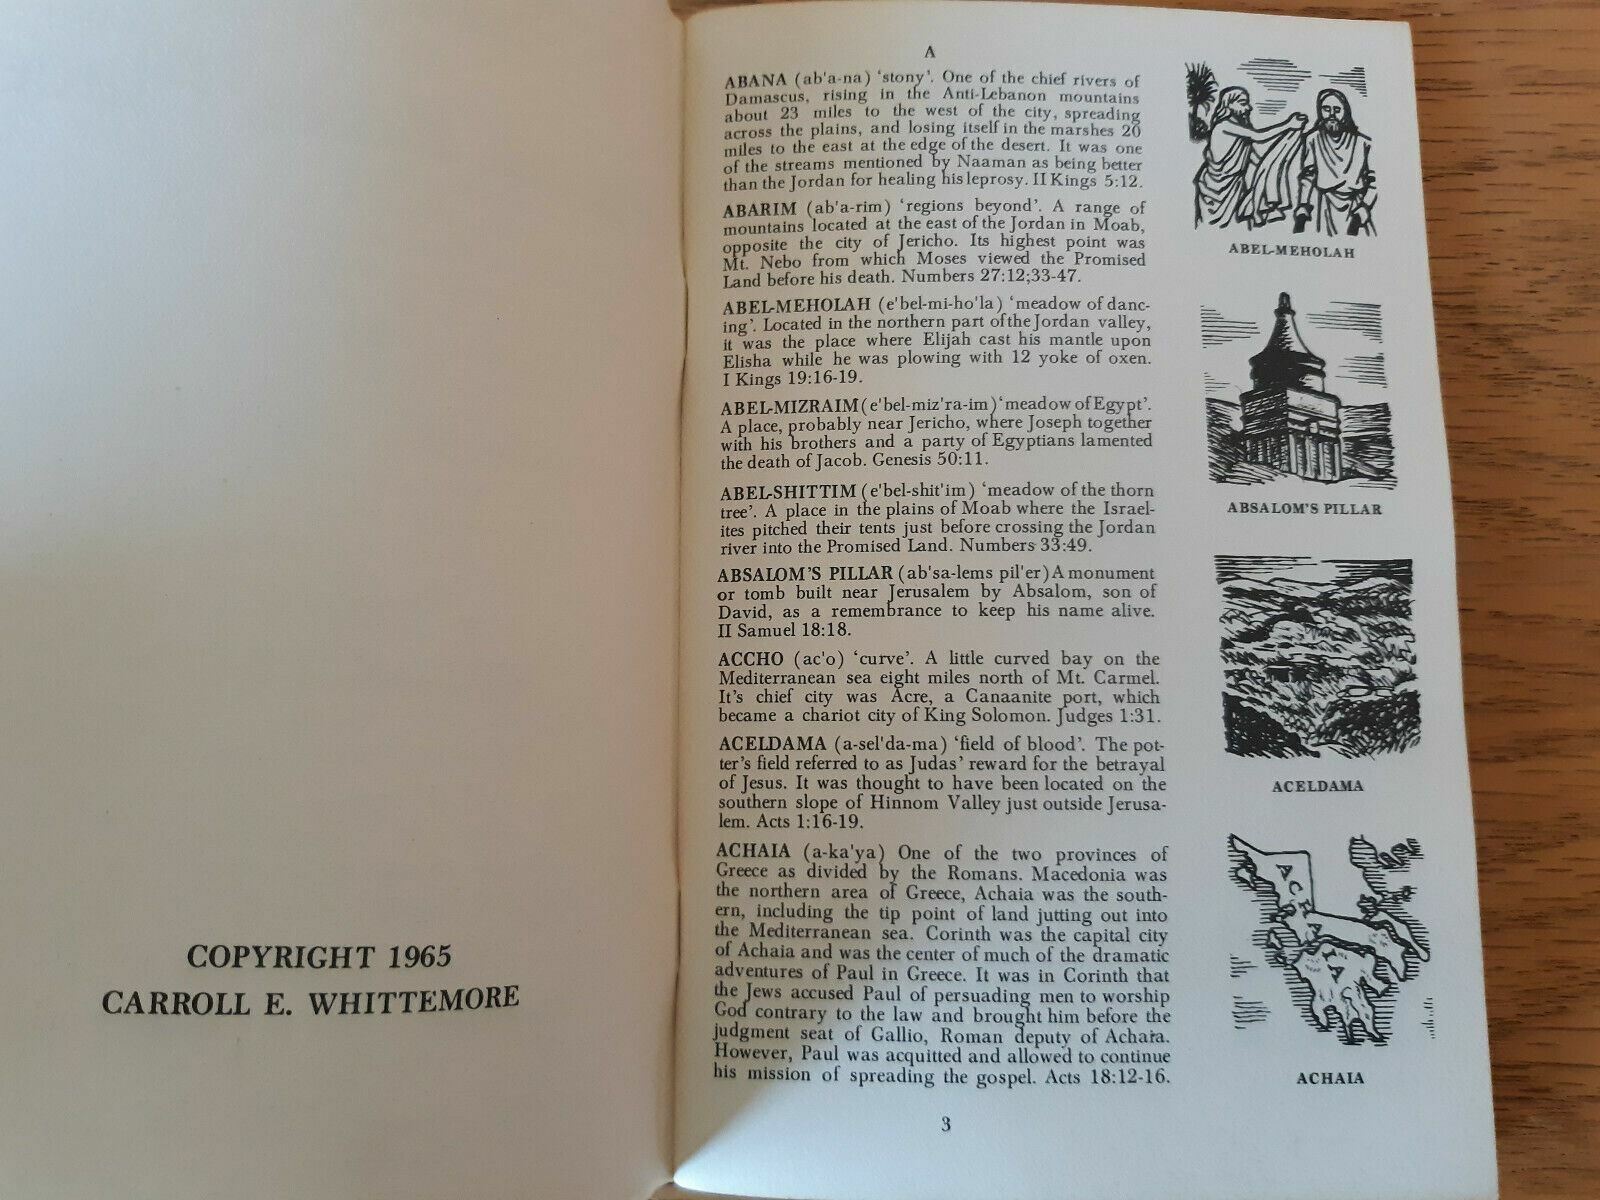 COPYRIGHT 1965
CARROLL E. WHITTEMORE
A
ABANA (ab'a-na) ‘stony’. One of the chief rivers of
Damascus, rising in the Anti-Lebanon mountains
about 23 miles to the west of the city, spreading
across the plains, and losing itself in the marshes 20
miles to the east at the edge of the desert. It was one
of the streams mentioned by Naaman as being better
than the Jordan for healing his leprosy. II Kings 5:12.
ABARIM (ab'a-rim) ‘regions beyond’. A range of
mountains located at the east of the Jordan in Moab,
opposite the city of Jericho. Its highest point was
Mt. Nebo from which Moses viewed the Promised
Land before his death. Numbers 27:12;33-47.
ABEL-MEHOLAH (e'bel-mi-ho'la) ‘meadow of danc-
ing’. Located in the northern part of the Jordan valley,
it was the place where Elijah cast his mantle upon
Elisha while he was plowing with 12 yoke of oxen.
I Kings 19:16-19.
ABEL-MIZRAIM (e'bel-miz'ra-im) ‘meadow of Egypt’.
A place, probably near Jericho, where Joseph together
with his brothers and a party of Egyptians lamented
the death of Jacob. Genesis 50:11.
ABEL-SHITTIM (e'bel-shit'im) ‘meadow of the thorn
tree’. A place in the plains of Moab where the Israel-
ites pitched their tents just before crossing the Jordan
river into the Promised Land. Numbers 33:49.
ABSALOM'S PILLAR (ab'sa-lems pil'er) A monument
or tomb built near Jerusalem by Absalom, son of
David, as a remembrance to keep his name alive.
II Samuel 18:18.
ACCHO (ac'o) ‘curve’. A little curved bay on the
Mediterranean sea eight miles north of Mt. Carmel.
It's chief city was Acre, a Canaanite port, which
became a chariot city of King Solomon. Judges 1:31.
ACELDAMA (a-sel'da-ma) ‘field of blood’. The pot-
ter's field referred to as Judas' reward for the betrayal
of Jesus. It was thought to have been located on the
southern slope of Hinnom Valley just outside Jerusa-
lem. Acts 1:16-19.
ACHAIA (a-ka'ya) One of the two provinces of
Greece as divided by the Romans. Macedonia was
the northern area of Greece, Achaia was the south-
ern, including the tip point of land jutting out into
the Mediterranean sea. Corinth was the capital city
of Achaia and was the center of much of the dramatic
adventures of Paul in Greece. It was in Corinth that
the Jews accused Paul of persuading men to worship
God contrary to the law and brought him before the
judgment seat of Gallio, Roman deputy of Achaia.
However, Paul was acquitted and allowed to continue
his mission of spreading the gospel. Acts 18:12-16.
3
ABEL-MEHOLAH
ABSALOM'S PILLAR
ACELDAMA
ACHAIA
ACHAIA